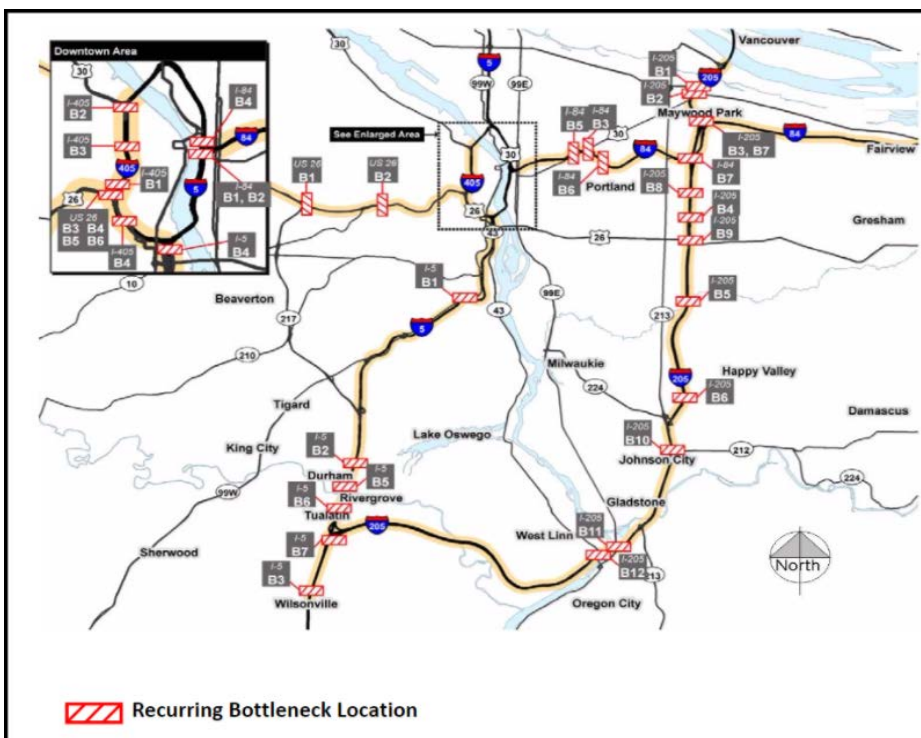 Downtown Area
30
I-405
B2
I-405
B3
I-405
B1
405
26
US 26
B3 B4
B5 B6
I-405
B4
I-84
B4
84
5
I-84
B1, B2
I-5
B4
30
5
99W
99E
See Enlarged Area
405
26
30
43
Vancouver
I-205
B1
205
I-205
B2
Maywood Park
I-205
B3, B7
84
Fairview
I-84
B5
I-84
B3
30
84
I-84
B6
Portland
I-84
B7
I-205
B8
I-205
B4
I-205
B9
Gresham
26
US 26
B1
US 26
B2
10
Beaverton
217
210
I-5
B1
5
43
99E
213
I-205
B5
Milwaukie
224
205
Happy Valley
I-205
B6
Damascus
Tigard
King City
Lake Oswego
I-205
B10
Johnson City
212
224
I-5
B2
Durham
I-5
B5
Rivergrove
I-5
B6
Tualatin
99W
Gladstone
205
I-5
B7
Sherwood
I-5
B3
Wilsonville
West Linn
I-205
B11
I-205
B12
213
Oregon City
North
Recurring Bottleneck Location